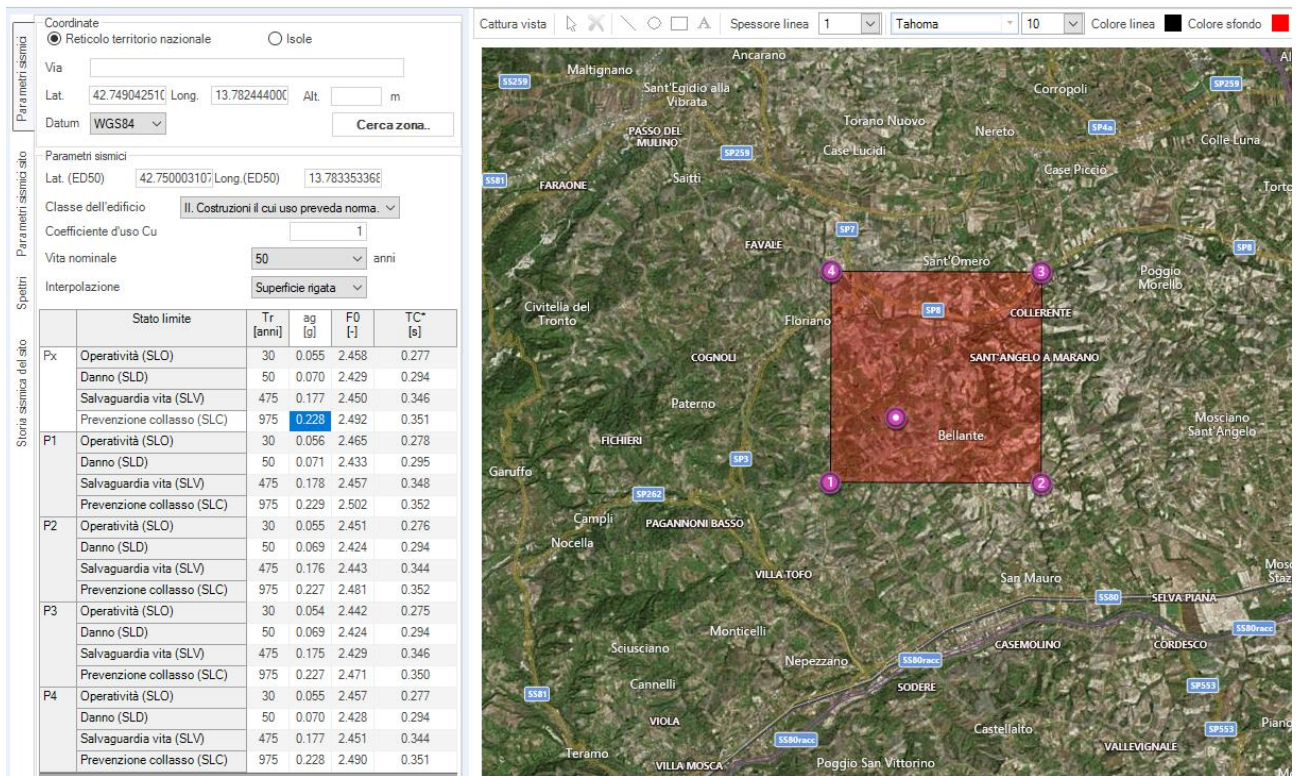 Coordinate
Reticolo territorio nazionale Isole
Via
Lat. 42.749042510 Long. 13.782444000 Alt. m
Datum WGS84 Cerca zona..
Parametri sismici
Lat. (ED50) 42.750003107 Long.(ED50) 13.783353368
Classe dell'edificio II. Costruzioni il cui uso preveda norma.
Coefficiente d'uso Cu 1
Vita nominale 50 anni
Interpolazione Superficie rigata
Stato limite Tr [anni] ag [g] F0 [-] TC* [s]
Px Operatività (SLO) 30 0.055 2.458 0.277
Danno (SLD) 50 0.070 2.429 0.294
Salvaguardia vita (SLV) 475 0.177 2.450 0.346
Prevenzione collasso (SLC) 975 0.228 2.492 0.351
P1 Operatività (SLO) 30 0.056 2.465 0.278
Danno (SLD) 50 0.071 2.433 0.295
Salvaguardia vita (SLV) 475 0.178 2.457 0.348
Prevenzione collasso (SLC) 975 0.229 2.502 0.352
P2 Operatività (SLO) 30 0.055 2.451 0.276
Danno (SLD) 50 0.069 2.424 0.294
Salvaguardia vita (SLV) 475 0.176 2.443 0.344
Prevenzione collasso (SLC) 975 0.227 2.481 0.352
P3 Operatività (SLO) 30 0.054 2.442 0.275
Danno (SLD) 50 0.069 2.424 0.294
Salvaguardia vita (SLV) 475 0.175 2.429 0.346
Prevenzione collasso (SLC) 975 0.227 2.471 0.350
P4 Operatività (SLO) 30 0.055 2.457 0.277
Danno (SLD) 50 0.070 2.428 0.294
Salvaguardia vita (SLV) 475 0.177 2.451 0.344
Prevenzione collasso (SLC) 975 0.228 2.490 0.351
Parametri sismici
Parametri sismici sito
Spettri
Storia sismica del sito
Cattura vista A Spessore linea 1 Tahoma 10 Colore linea Colore sfondo
Ancarano
Maltignano
SS259
Sant'Egidio alla
Vibrata
Corropoli
SP259
Torano Nuovo
PASSO DEL
MULINO
Nereto
SP4a
Colle Luna
SP259
Case Lucidi
Case Picciò
SS81
Saitti
FARAONE
SP7
FAVALE
SP8
Sant'Omero
4
3
Poggio
Morello
Civitella del
Tronto
SP8
COLLERENTE
Floriano
COGNOLI
SANT'ANGELO A MARANO
Paterno
Mosciano
Sant'Angelo
Bellante
FICHIERI
SP3
Garuffo
1
2
SP262
Campli
PAGANNONI BASSO
Nocella
VILLA TOFO
San Mauro
SS80
SELVA PIANA
SS80racc
Monticelli
Sciusciano
CASEMOLINO
CORDESCO
Nepezzano
SS80racc
Cannelli
SODERE
SP553
SS81
VIOLA
Castellalto
SP553
SS80racc
VALLEVIGNALE
Teramo
VILLA MOSCA
Poggio San Vittorino